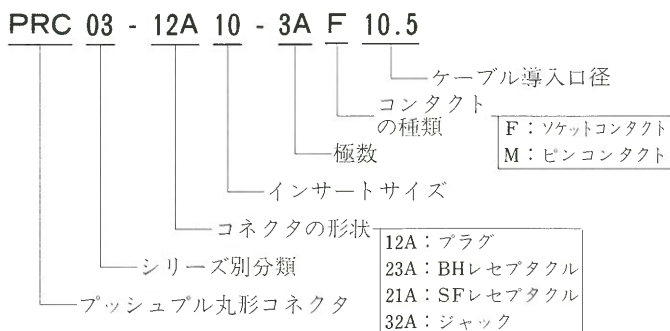 PRC 03 - 12A 10 - 3A F 10.5
ケーブル導入口径
コンタクト
の種類
F：ソケットコンタクト
M：ピンコンタクト
極数
インサートサイズ
コネクタの形状
12A：プラグ
23A：BHレセプタクル
21A：SFレセプタクル
32A：ジャック
シリーズ別分類
プッシュプル丸形コネクタ